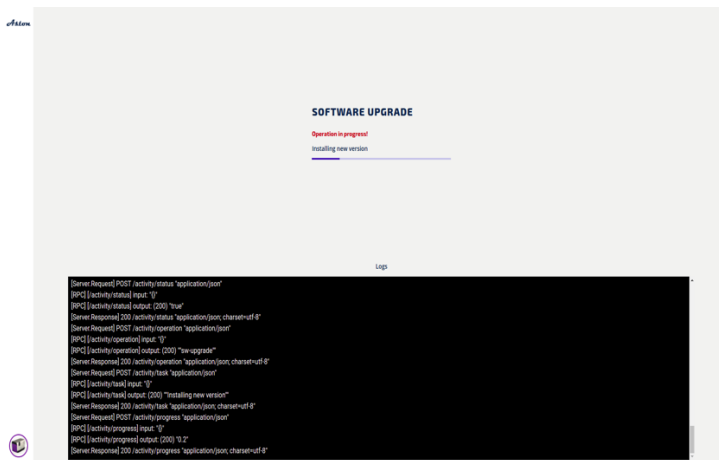 Aston
SOFTWARE UPGRADE
Operation in progress!
Installing new version
Logs
[Server.Request] POST /activity/status "application/json"
[RPC] [/activity/status] input: "{}"
[RPC] [/activity/status] output: (200) "true"
[Server.Response] 200 /activity/status "application/json; charset=utf-8"
[Server.Request] POST /activity/operation "application/json"
[RPC] [/activity/operation] input: "{}"
[RPC] [/activity/operation] output: (200) ""sw-upgrade""
[Server.Response] 200 /activity/operation "application/json; charset=utf-8"
[Server.Request] POST /activity/task "application/json"
[RPC] [/activity/task] input: "{}"
[RPC] [/activity/task] output: (200) ""Installing new version""
[Server.Response] 200 /activity/task "application/json; charset=utf-8"
[Server.Request] POST /activity/progress "application/json"
[RPC] [/activity/progress] input: "{}"
[RPC] [/activity/progress] output: (200) "0.2"
[Server.Response] 200 /activity/progress "application/json; charset=utf-8"